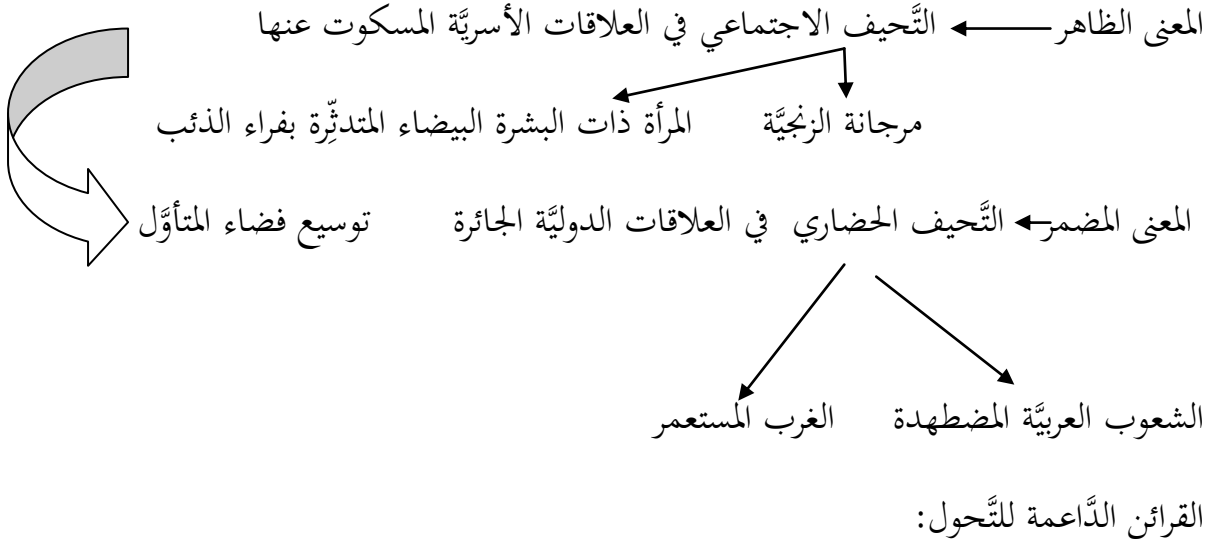 المعنى الظاهر التَّحيف الاجتماعي في العلاقات الأسريَّة المسكوت عنها
مرجانة الزنجيَّة المرأة ذات البشرة البيضاء المتدثِّرة بفراء الذئب
المعنى المضمر التَّحيف الحضاري في العلاقات الدوليَّة الجائرة توسيع فضاء المتأوَّل
الشعوب العربيَّة المضطهدة الغرب المستعمر
القرائن الدَّاعمة للتَّحول: